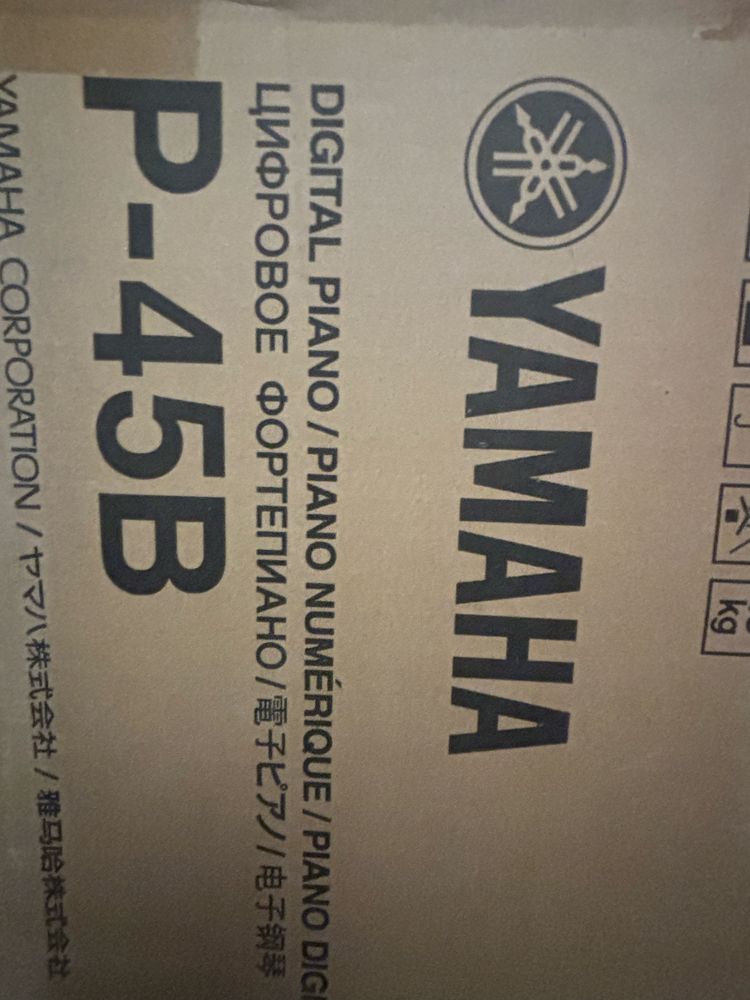 kg
YAMAHA
DIGITAL PIANO / PIANO NUMÉRIQUE / PIANO DIGI
ЦИФРОВОЕ ФОРТЕПИАНО / 電子ピアノ / 电子钢琴
P-45B
YAMAHA CORPORATION / ヤマハ株式会社 / 雅马哈株式会社